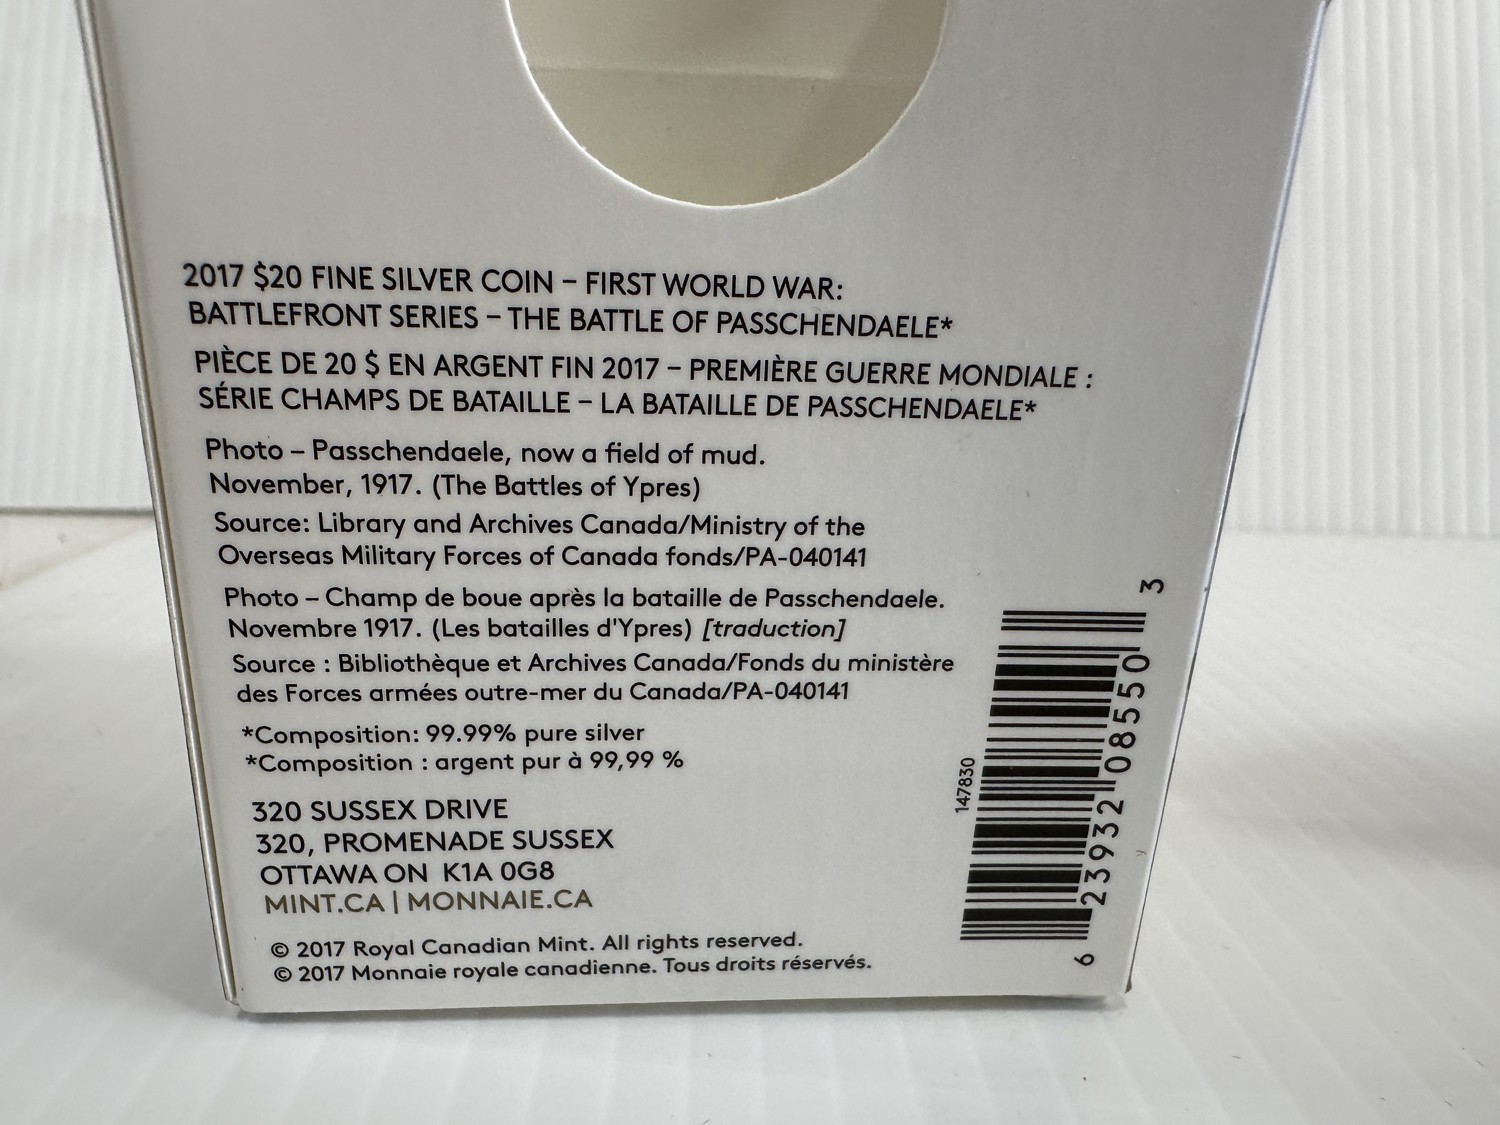 2017 $20 FINE SILVER COIN – FIRST WORLD WAR:
BATTLEFRONT SERIES – THE BATTLE OF PASSCHENDAELE*
PIÈCE DE 20 $ EN ARGENT FIN 2017 – PREMIÈRE GUERRE MONDIALE :
SÉRIE CHAMPS DE BATAILLE – LA BATAILLE DE PASSCHENDAELE*
Photo – Passchendaele, now a field of mud.
November, 1917. (The Battles of Ypres)
Source: Library and Archives Canada/Ministry of the
Overseas Military Forces of Canada fonds/PA-040141
Photo – Champ de boue après la bataille de Passchendaele.
Novembre 1917. (Les batailles d'Ypres) [traduction]
Source : Bibliothèque et Archives Canada/Fonds du ministère
des Forces armées outre-mer du Canada/PA-040141
*Composition: 99.99% pure silver
*Composition : argent pur à 99,99 %
320 SUSSEX DRIVE
320, PROMENADE SUSSEX
OTTAWA ON K1A 0G8
MINT.CA | MONNAIE.CA
© 2017 Royal Canadian Mint. All rights reserved.
© 2017 Monnaie royale canadienne. Tous droits réservés.
147830
6 23932 08550 3